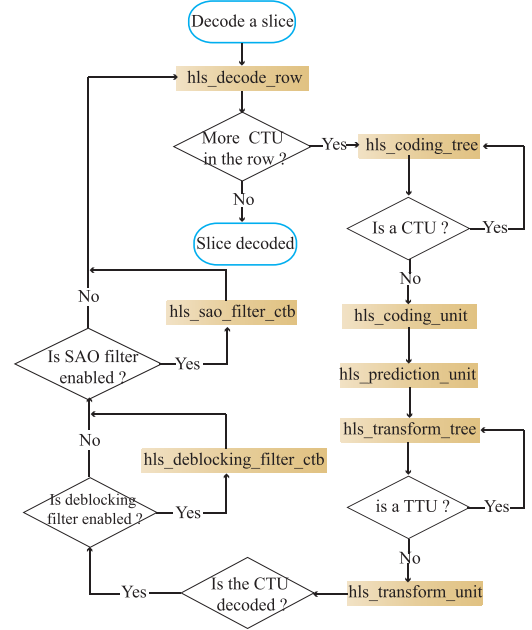 Decode a slice
hls_decode_row
More CTU
in the row ?
Yes
hls_coding_tree
No
Is a CTU ?
Yes
Slice decoded
No
No
hls_sao_filter_ctb
hls_coding_unit
Is SAO filter
enabled ?
Yes
hls_prediction_unit
hls_transform_tree
No
hls_deblocking_filter_ctb
Is deblocking
filter enabled ?
Yes
is a TTU ?
Yes
No
Is the CTU
decoded ?
Yes
hls_transform_unit